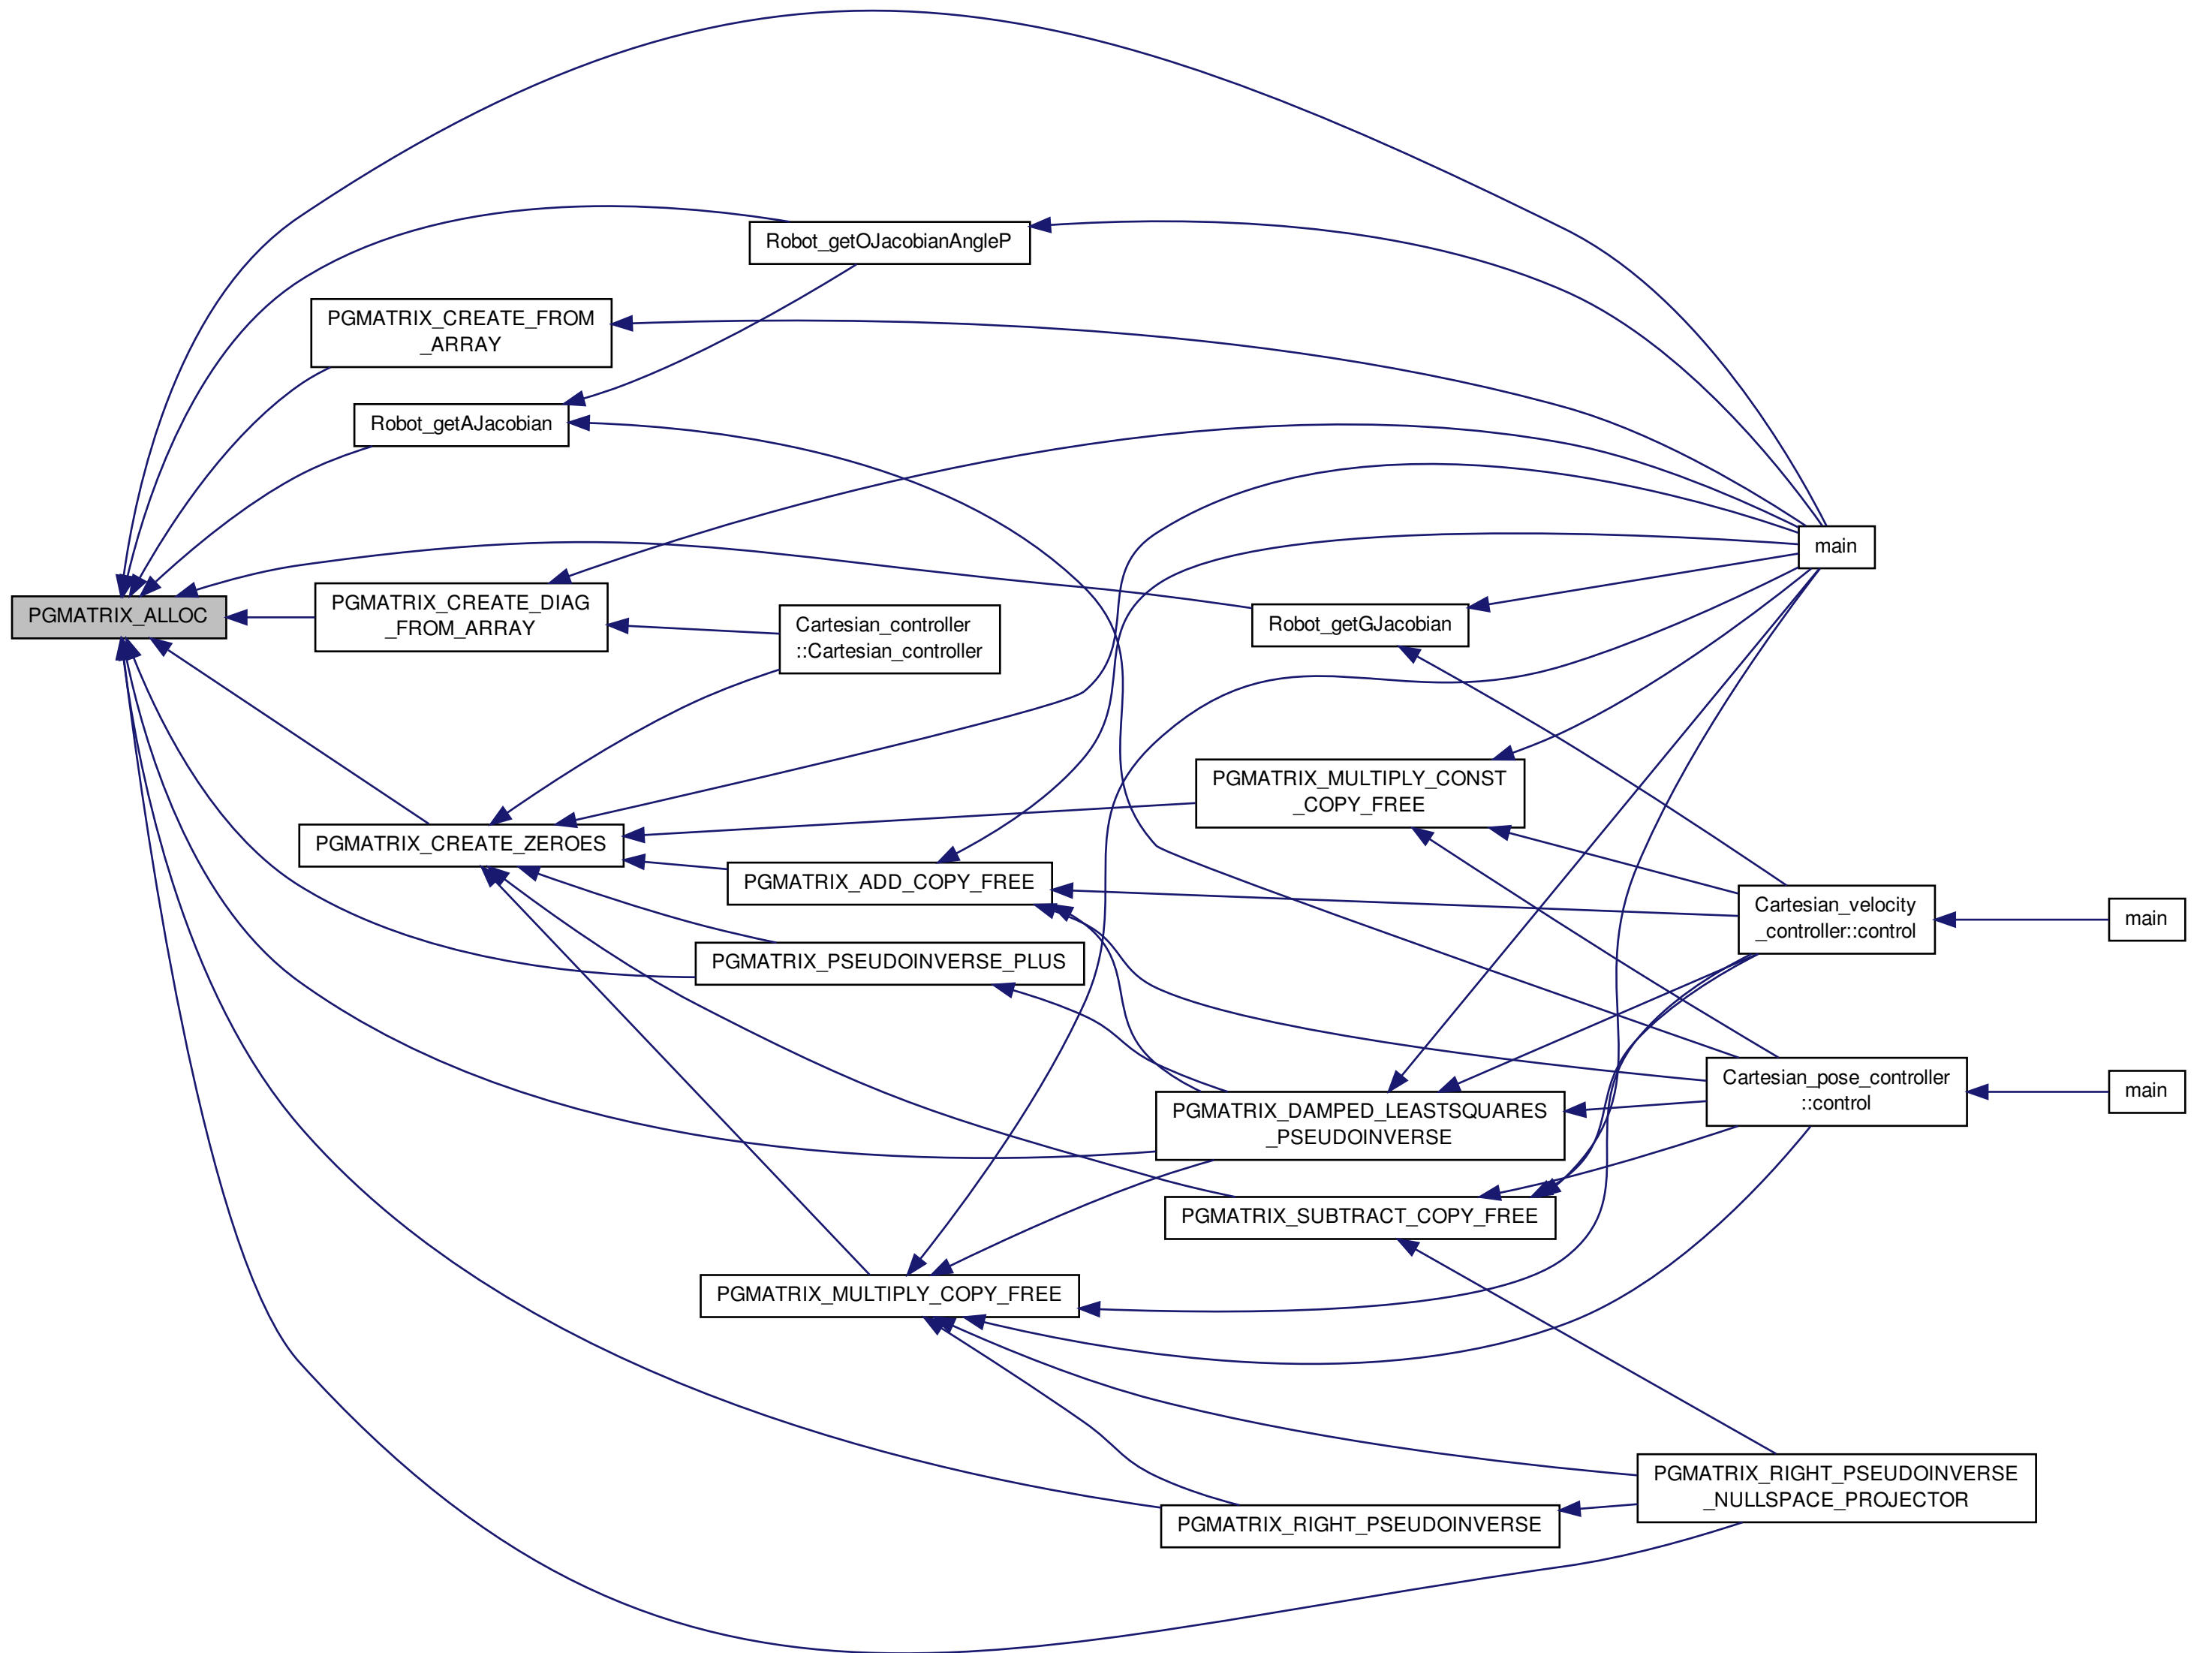 Robot_getOJacobianAngleP
PGMATRIX_CREATE_FROM
_ARRAY
Robot_getAJacobian
main
PGMATRIX_ALLOC
PGMATRIX_CREATE_DIAG
_FROM_ARRAY
Cartesian_controller
::Cartesian_controller
Robot_getGJacobian
PGMATRIX_MULTIPLY_CONST
_COPY_FREE
PGMATRIX_CREATE_ZEROES
PGMATRIX_ADD_COPY_FREE
Cartesian_velocity
_controller::control
main
PGMATRIX_PSEUDOINVERSE_PLUS
Cartesian_pose_controller
::control
main
PGMATRIX_DAMPED_LEASTSQUARES
_PSEUDOINVERSE
PGMATRIX_SUBTRACT_COPY_FREE
PGMATRIX_MULTIPLY_COPY_FREE
PGMATRIX_RIGHT_PSEUDOINVERSE
_NULLSPACE_PROJECTOR
PGMATRIX_RIGHT_PSEUDOINVERSE